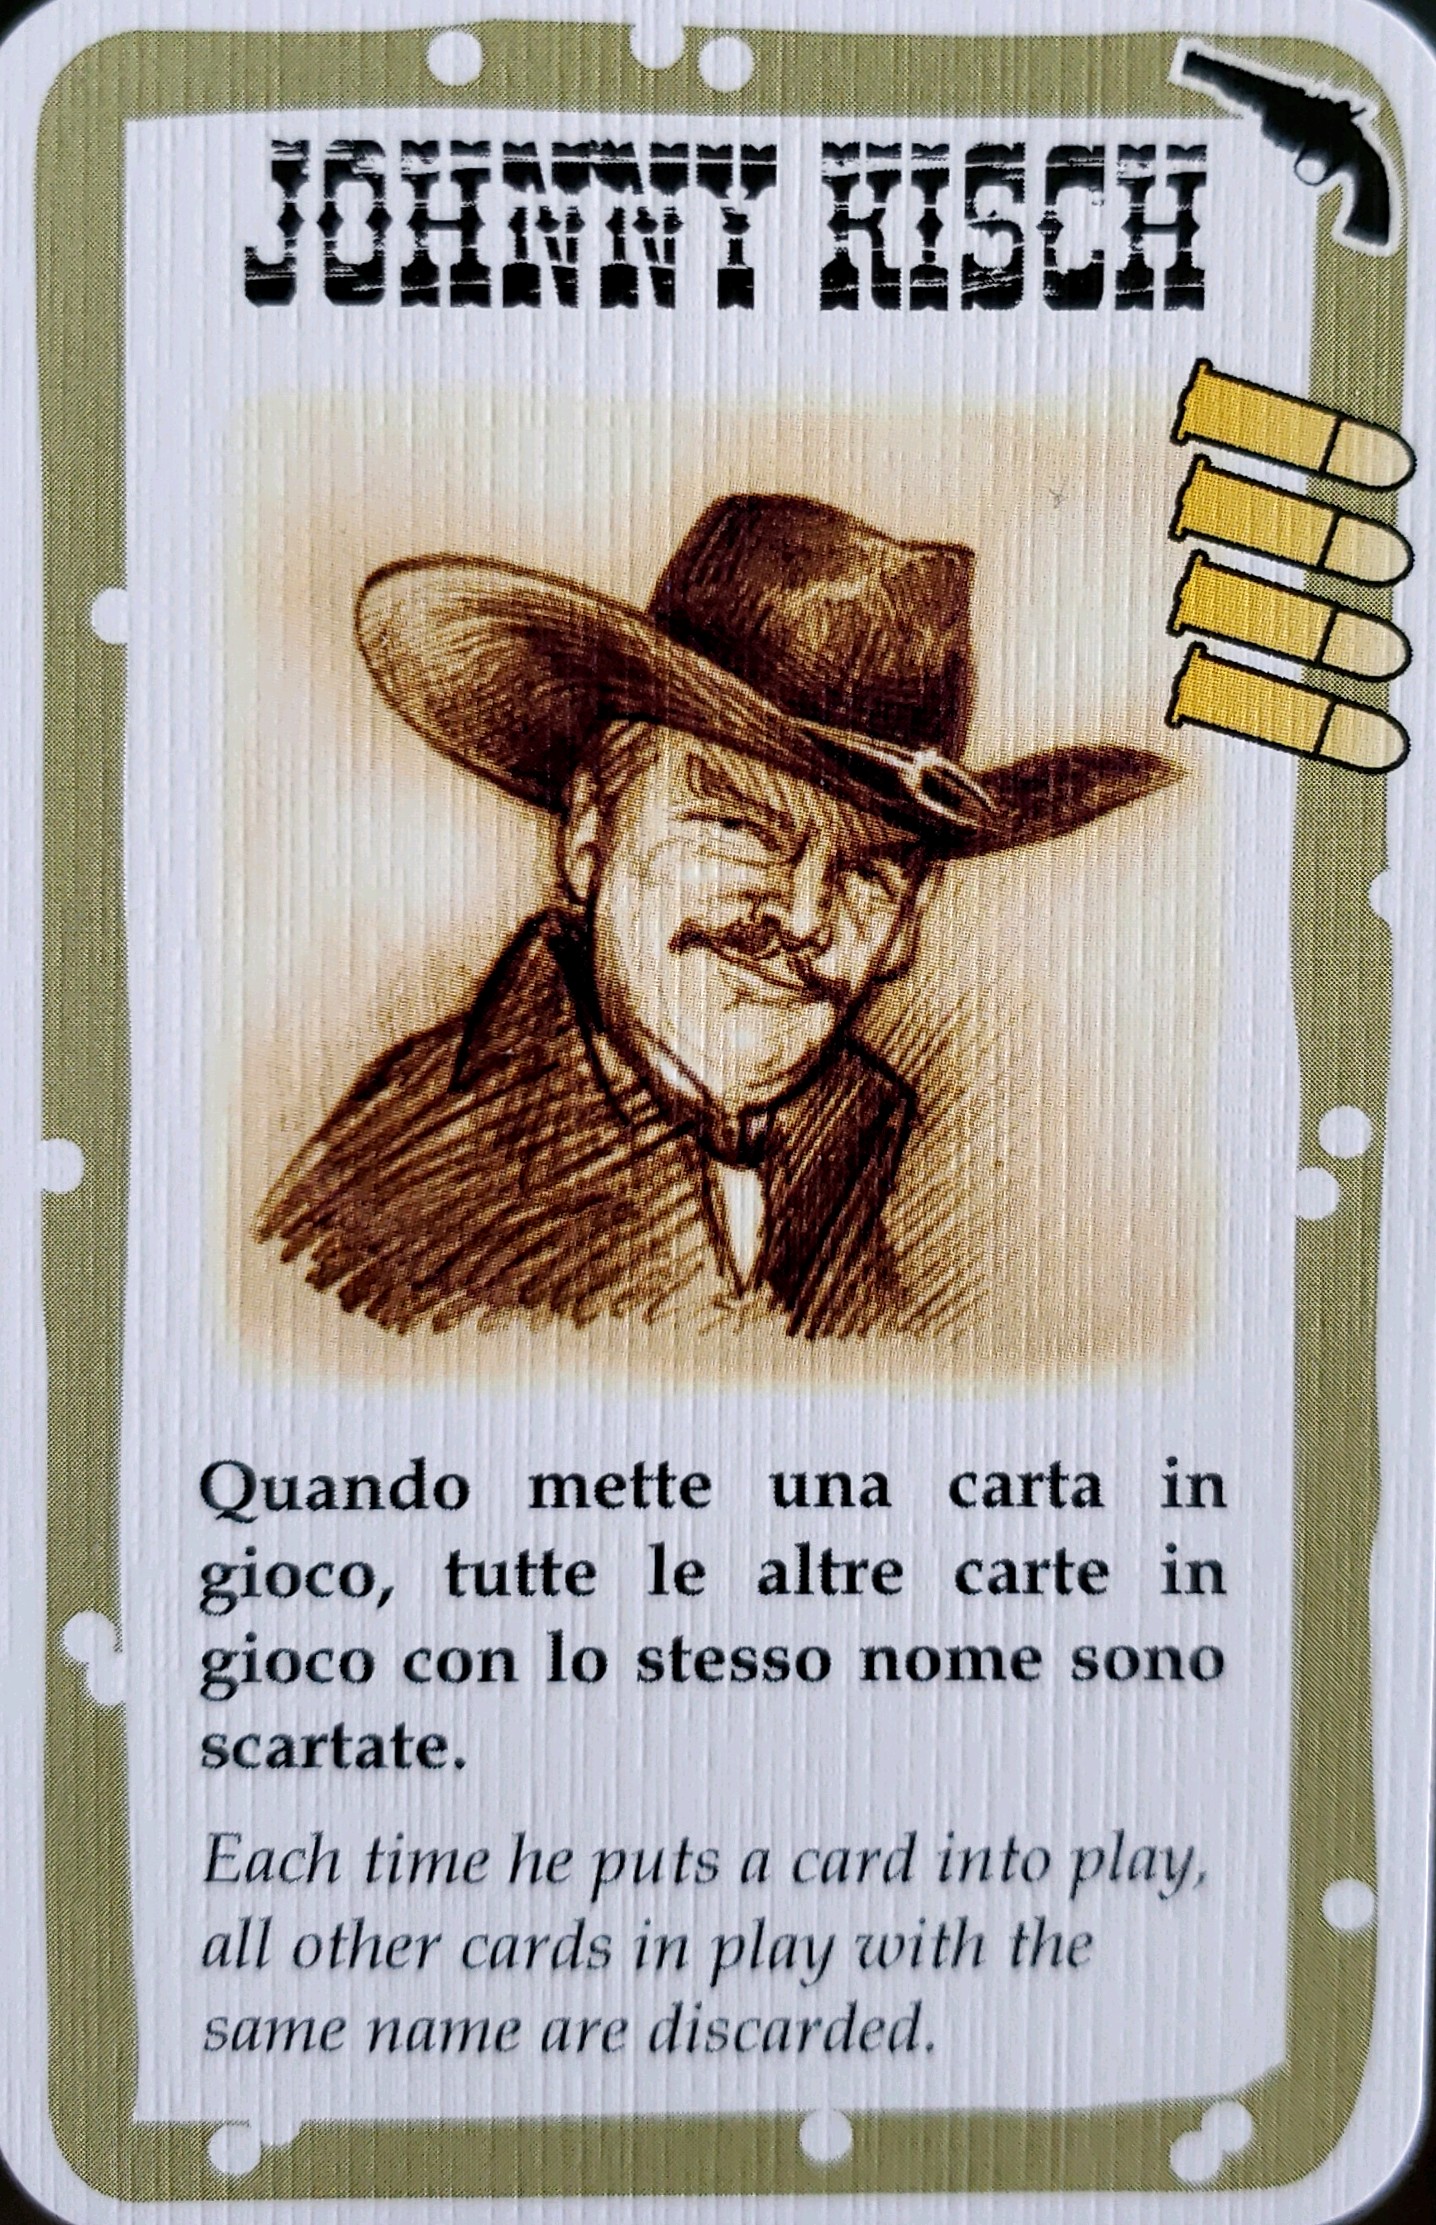 JOHNNY KISCH
Quando mette una carta in
gioco, tutte le altre carte in
gioco con lo stesso nome sono
scartate.
Each time he puts a card into play,
all other cards in play with the
same name are discarded.